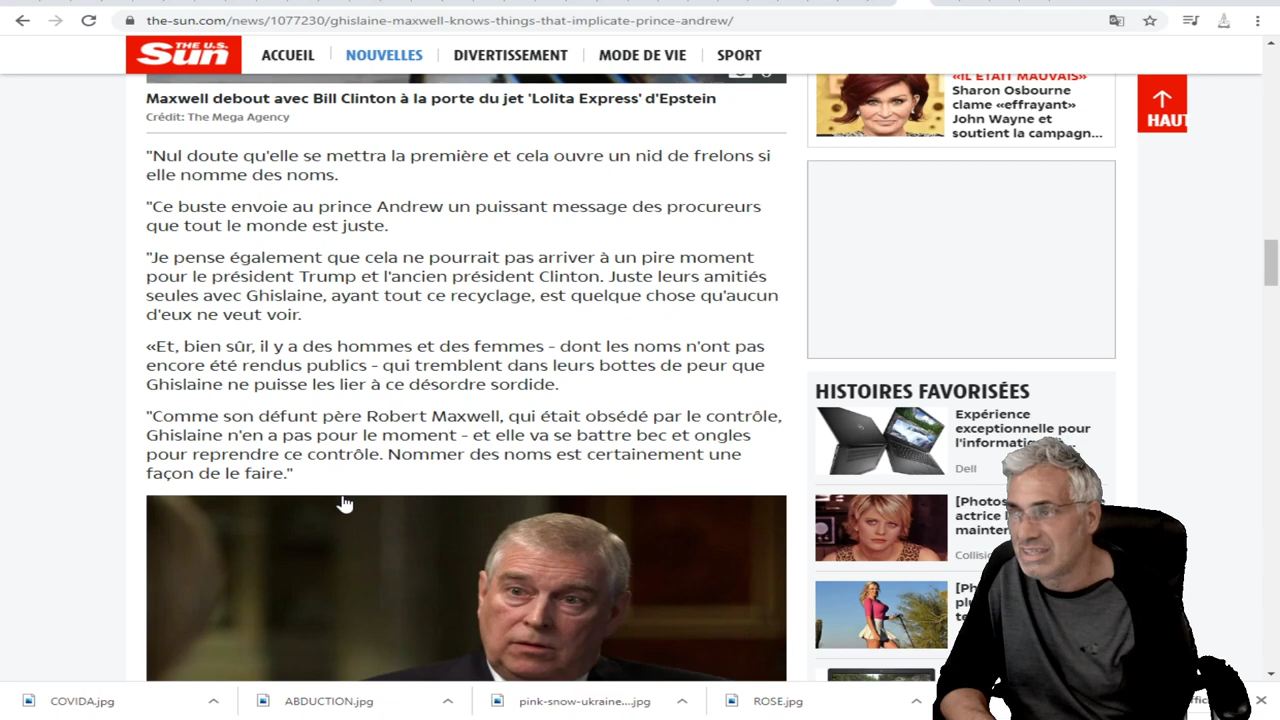 the-sun.com/news/1077230/ghislaine-maxwell-knows-things-that-implicate-prince-andrew/
THE U.S. Sun
ACCUEIL
NOUVELLES
DIVERTISSEMENT
MODE DE VIE
SPORT
Maxwell debout avec Bill Clinton à la porte du jet 'Lolita Express' d'Epstein
Crédit: The Mega Agency
"Nul doute qu'elle se mettra la première et cela ouvre un nid de frelons si
elle nomme des noms.
"Ce buste envoie au prince Andrew un puissant message des procureurs
que tout le monde est juste.
"Je pense également que cela ne pourrait pas arriver à un pire moment
pour le président Trump et l'ancien président Clinton. Juste leurs amitiés
seules avec Ghislaine, ayant tout ce recyclage, est quelque chose qu'aucun
d'eux ne veut voir.
«Et, bien sûr, il y a des hommes et des femmes - dont les noms n'ont pas
encore été rendus publics - qui tremblent dans leurs bottes de peur que
Ghislaine ne puisse les lier à ce désordre sordide.
"Comme son défunt père Robert Maxwell, qui était obsédé par le contrôle,
Ghislaine n'en a pas pour le moment - et elle va se battre bec et ongles
pour reprendre ce contrôle. Nommer des noms est certainement une
façon de le faire."
«IL ÉTAIT MAUVAIS»
Sharon Osbourne
clame «effrayant»
John Wayne et
soutient la campagn...
HAUT
HISTOIRES FAVORISÉES
Expérience
exceptionnelle pour
Dell
[Photos
actrice
[Ph
COVIDA.jpg
ABDUCTION.jpg
pink-snow-ukraine....jpg
ROSE.jpg